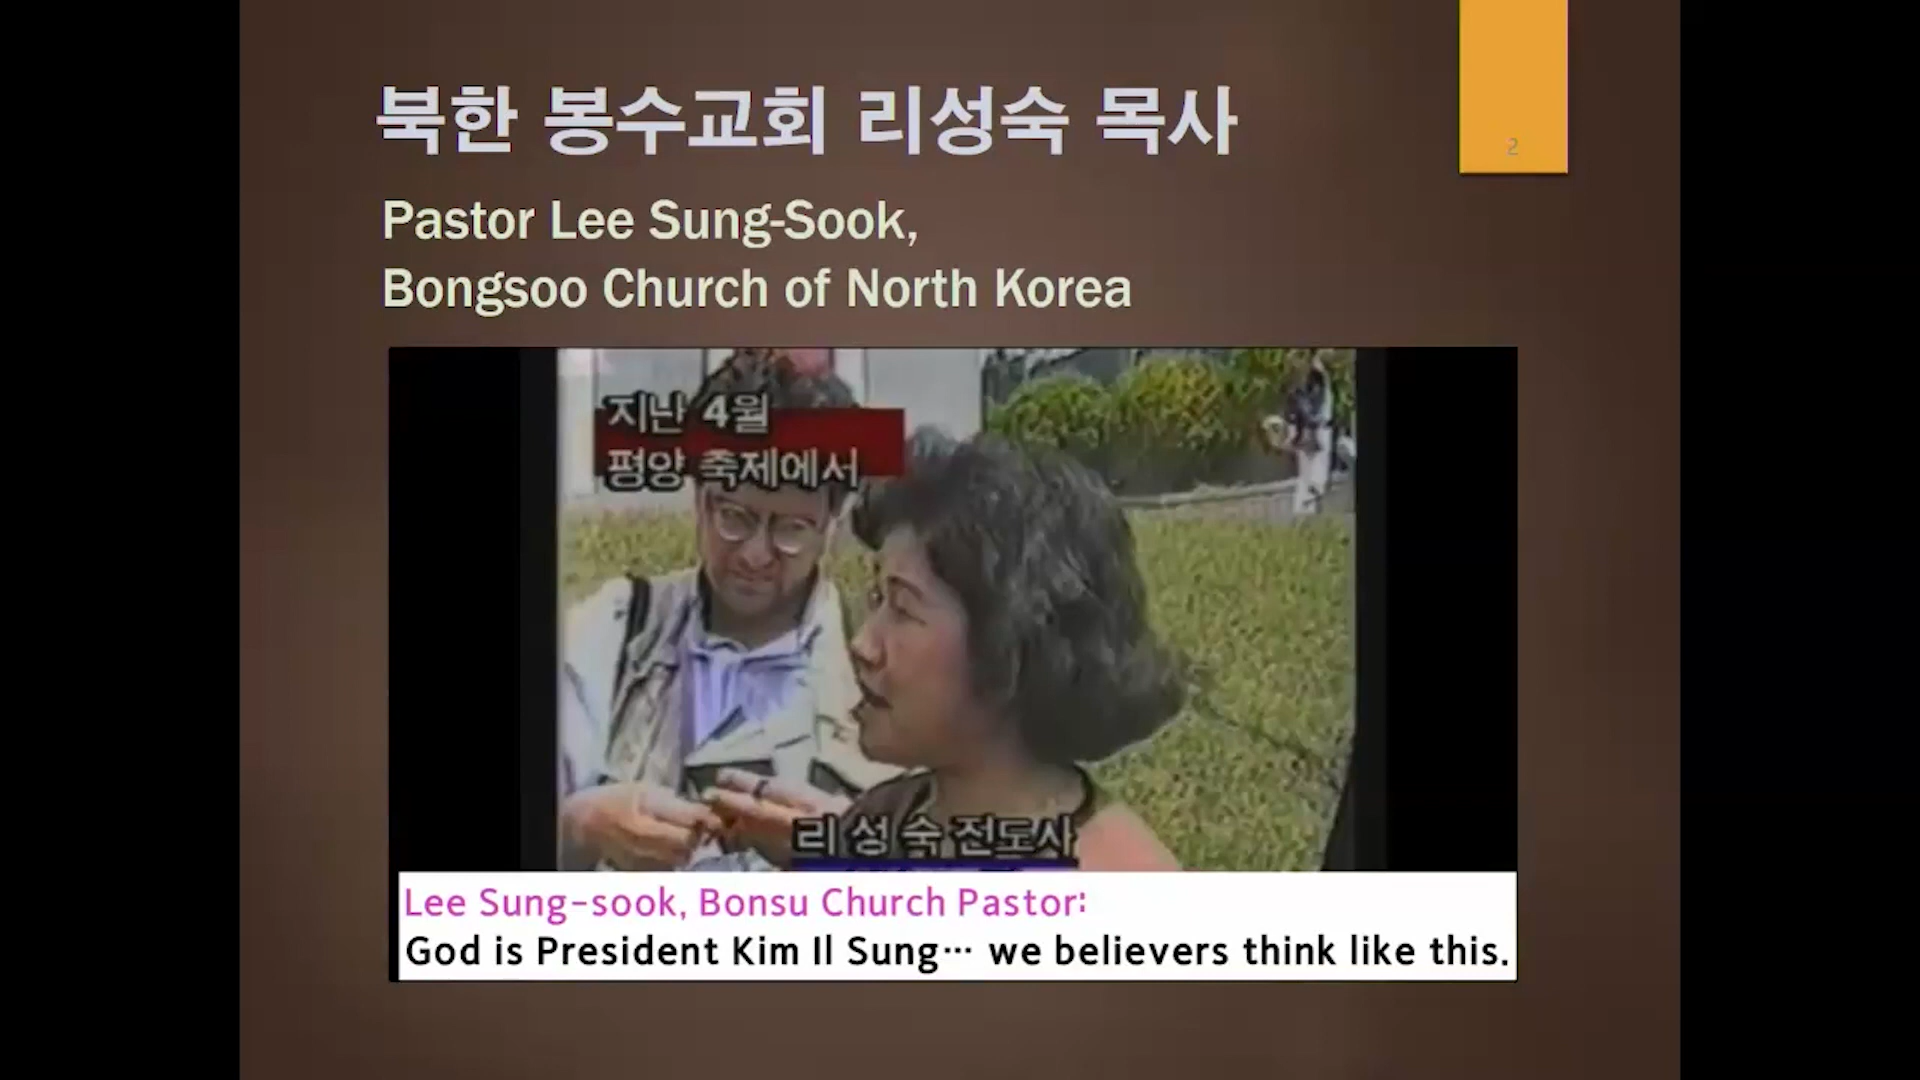 북한 봉수교회 리성숙 목사
2
Pastor Lee Sung-Sook,
Bongsoo Church of North Korea
지난 4월
평양 축제에서
리성숙 전도사
Lee Sung-sook, Bonsu Church Pastor:
God is President Kim Il Sung… we believers think like this.